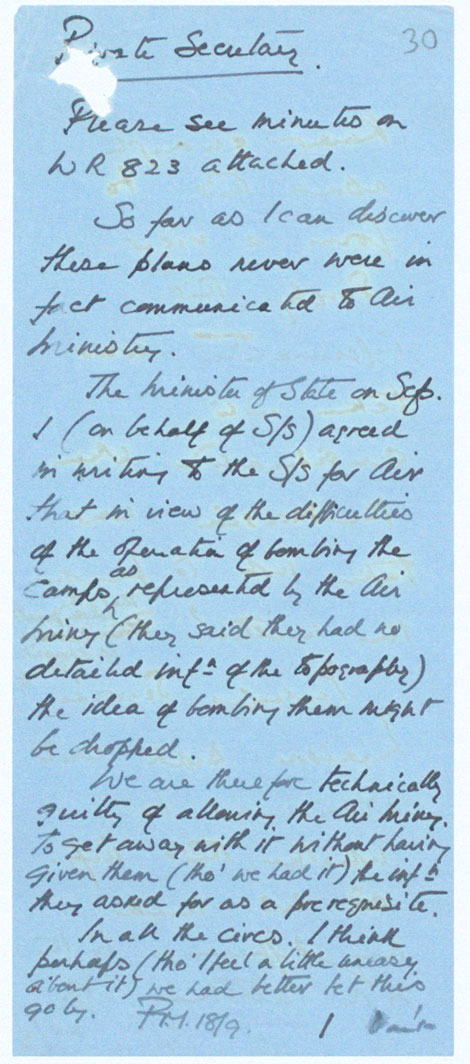 30
Private Secretary.
Please see minutes on
WR 823 attached.
So far as I can discover
these plans never were in
fact communicated to Air
Ministry.
The Minister of State on Sep.
1 (on behalf of S/S) agreed
in writing to the S/S for Air
that in view of the difficulties
of the operation of bombing the
camps as represented by the Air
Miny (they said they had no
detailed infn of the topography)
the idea of bombing them might
be dropped.
We are therefore technically
guilty of allowing the Air Miny.
to get away with it without having
given them (tho' we had it) the infn
they asked for as a prerequisite.
In all the circs. I think
perhaps (tho' I feel a little uneasy
about it) we had better let this
go by. 18/9. 1